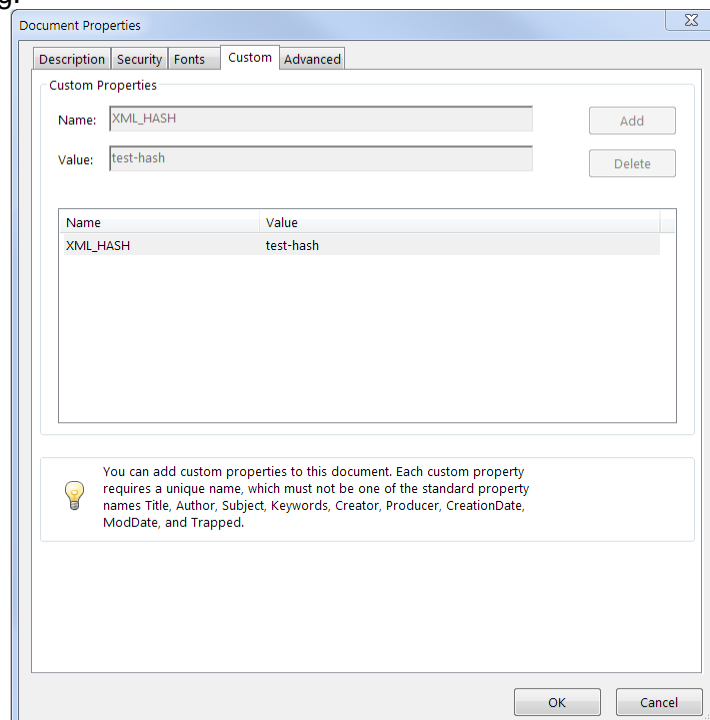 g.
Document Properties
Description Security Fonts Custom Advanced
Custom Properties
Name: XML_HASH Add
Value: test-hash Delete
Name Value
XML_HASH test-hash
You can add custom properties to this document. Each custom property
requires a unique name, which must not be one of the standard property
names Title, Author, Subject, Keywords, Creator, Producer, CreationDate,
ModDate, and Trapped.
OK Cancel